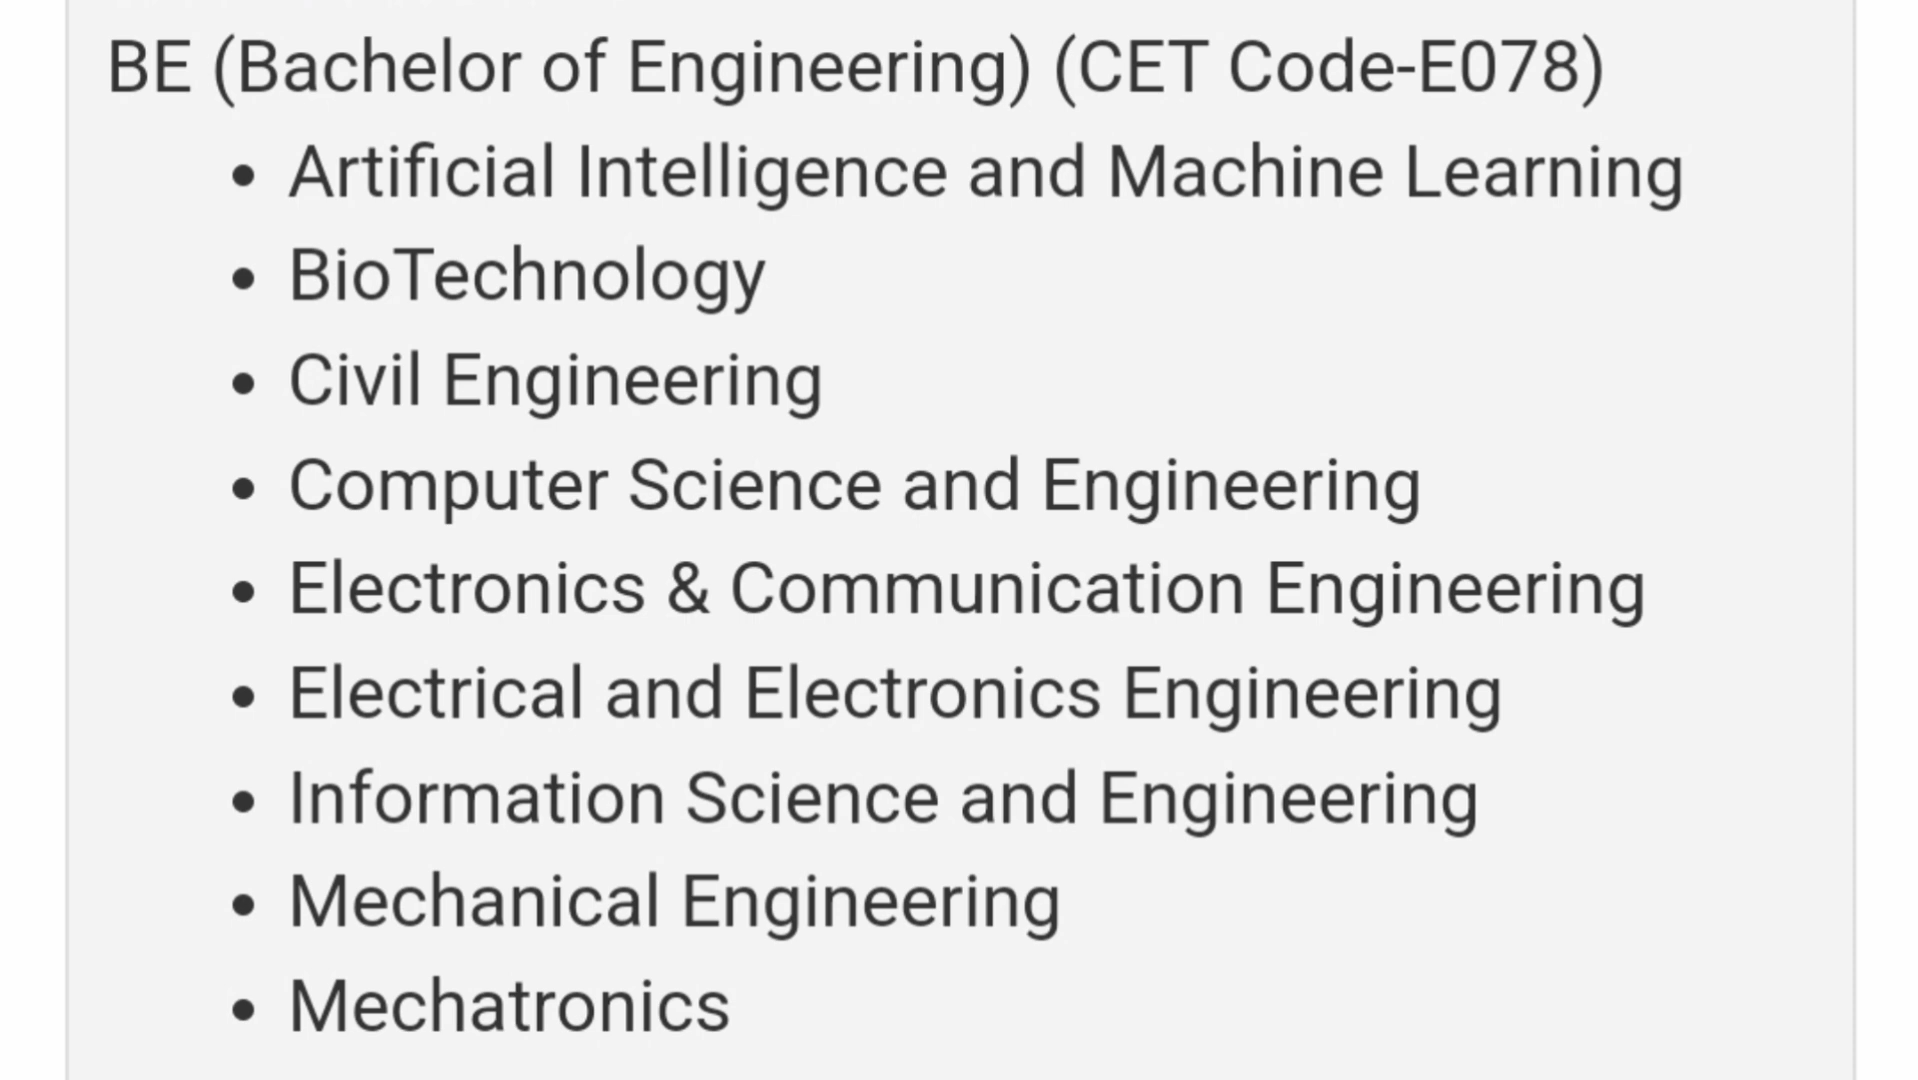 BE (Bachelor of Engineering) (CET Code-E078)
• Artificial Intelligence and Machine Learning
• BioTechnology
• Civil Engineering
• Computer Science and Engineering
• Electronics & Communication Engineering
• Electrical and Electronics Engineering
• Information Science and Engineering
• Mechanical Engineering
• Mechatronics